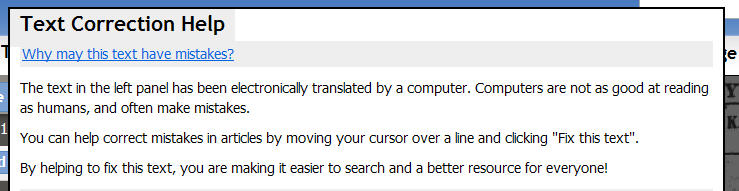 Text Correction Help
Why may this text have mistakes?
The text in the left panel has been electronically translated by a computer. Computers are not as good at reading
as humans, and often make mistakes.
You can help correct mistakes in articles by moving your cursor over a line and clicking "Fix this text".
By helping to fix this text, you are making it easier to search and a better resource for everyone!